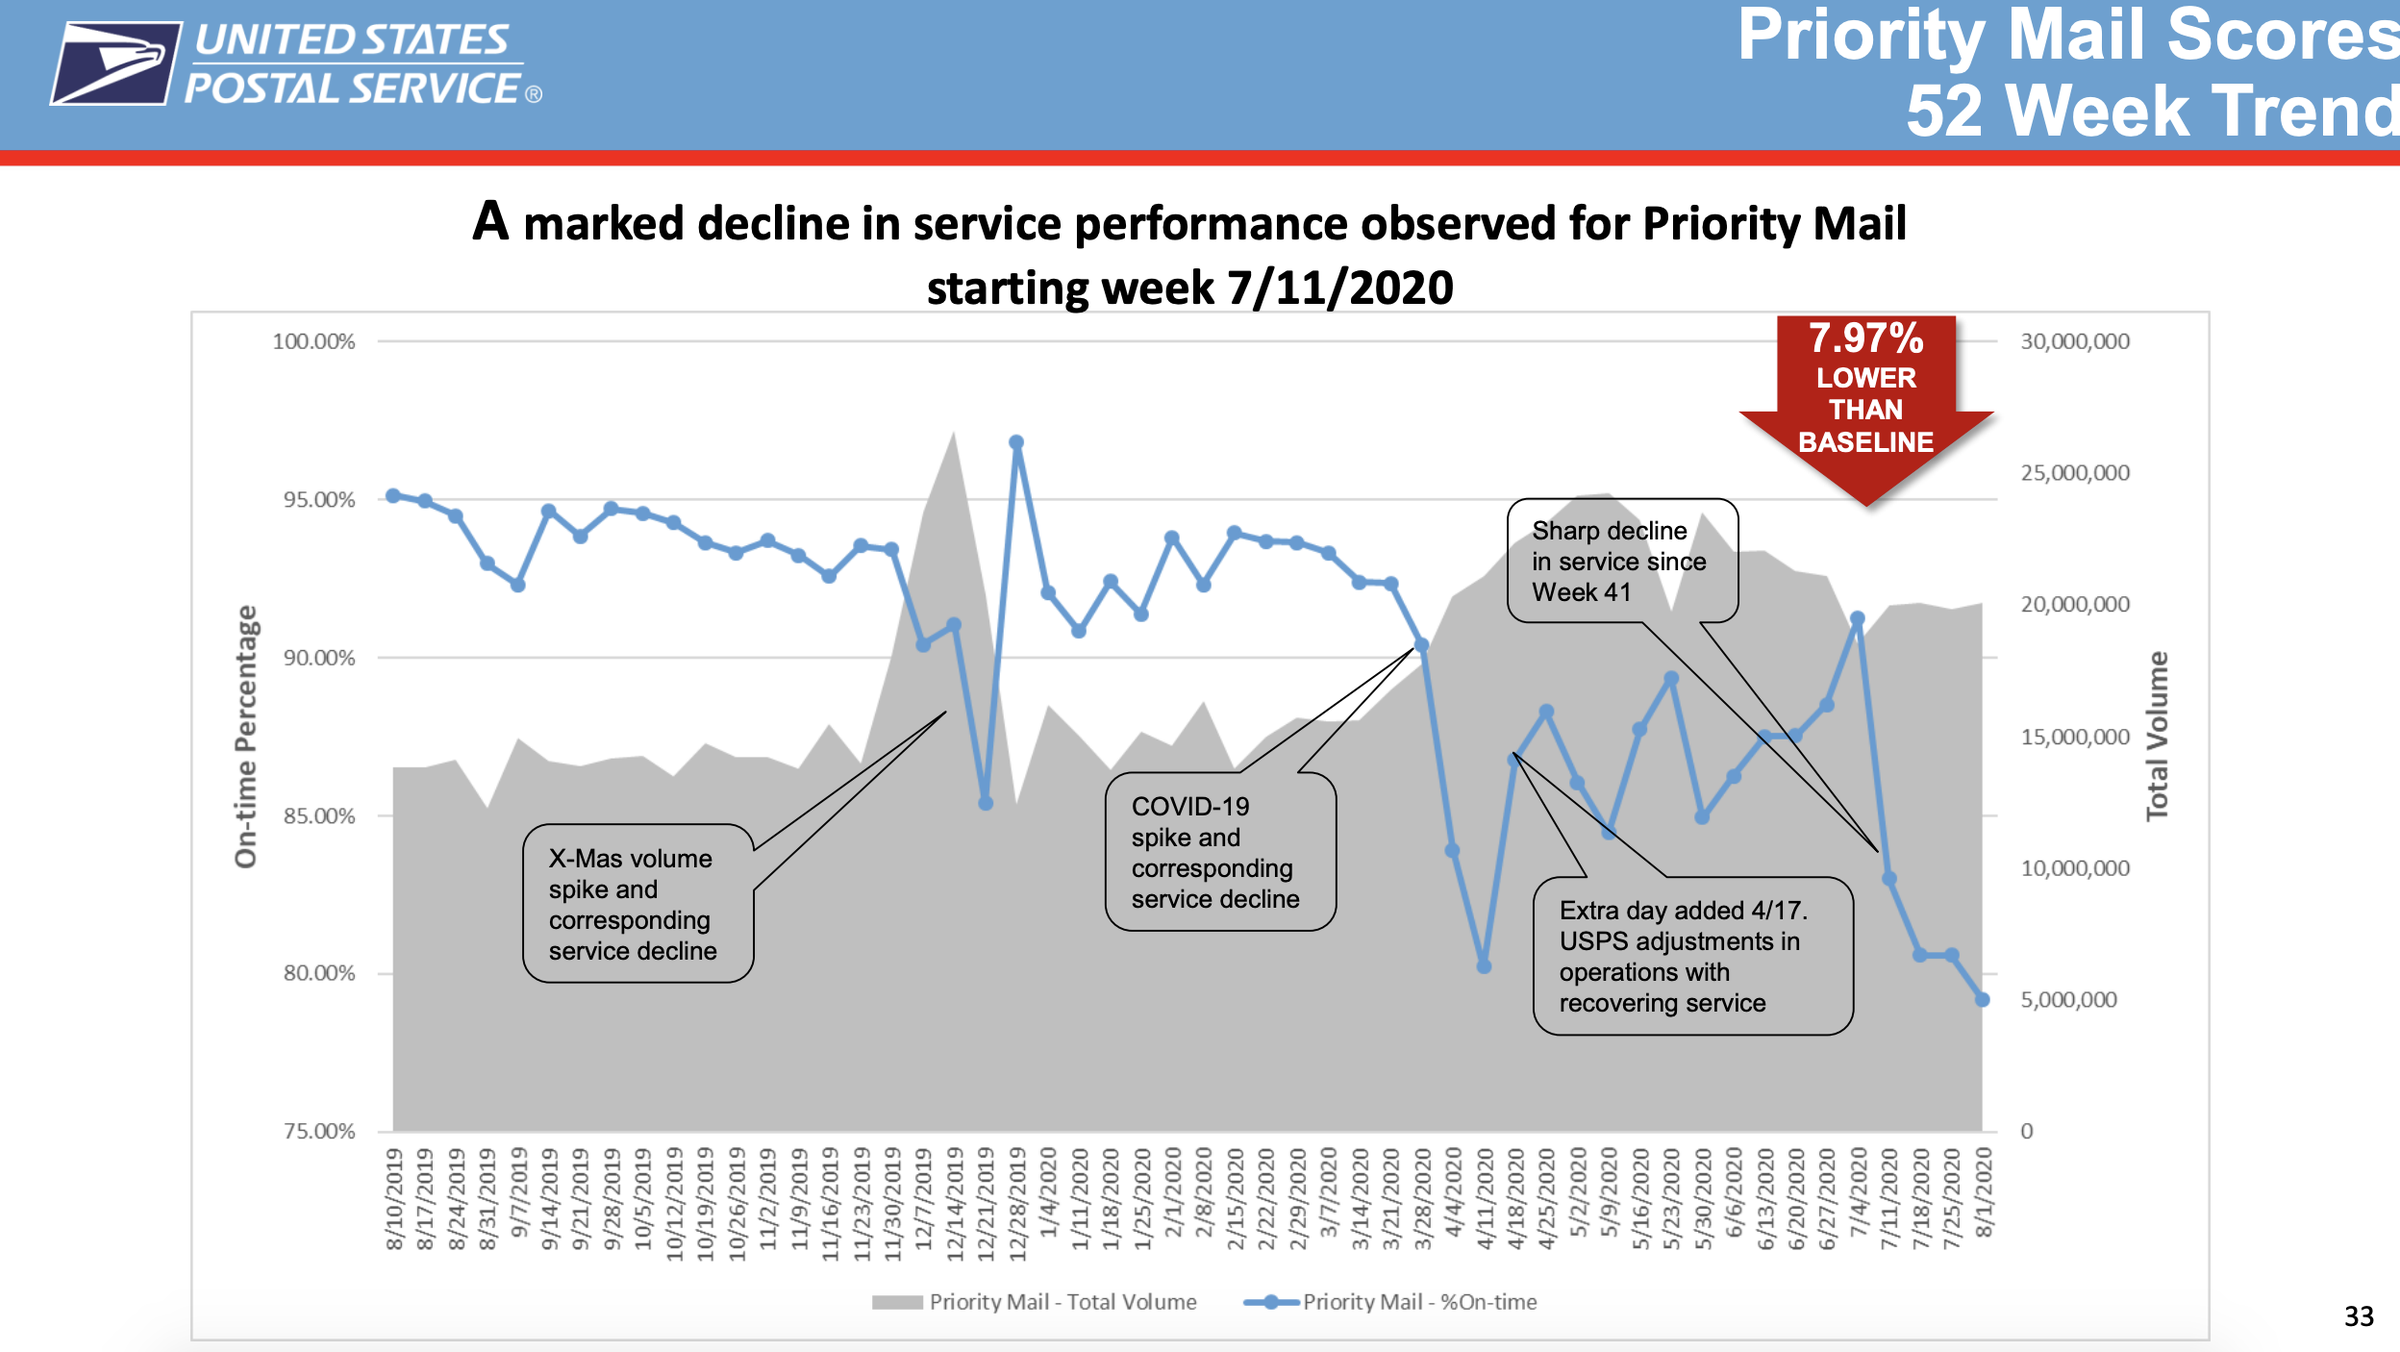 UNITED STATES
POSTAL SERVICE®
Priority Mail Scores
52 Week Trend
A marked decline in service performance observed for Priority Mail
starting week 7/11/2020
7.97%
LOWER
THAN
BASELINE
100.00%
95.00%
90.00%
85.00%
80.00%
75.00%
On-time Percentage
30,000,000
25,000,000
20,000,000
15,000,000
10,000,000
5,000,000
0
Total Volume
X-Mas volume
spike and
corresponding
service decline
COVID-19
spike and
corresponding
service decline
Sharp decline
in service since
Week 41
Extra day added 4/17.
USPS adjustments in
operations with
recovering service
8/10/2019
8/17/2019
8/24/2019
8/31/2019
9/7/2019
9/14/2019
9/21/2019
9/28/2019
10/5/2019
10/12/2019
10/19/2019
10/26/2019
11/2/2019
11/9/2019
11/16/2019
11/23/2019
11/30/2019
12/7/2019
12/14/2019
12/21/2019
12/28/2019
1/4/2020
1/11/2020
1/18/2020
1/25/2020
2/1/2020
2/8/2020
2/15/2020
2/22/2020
2/29/2020
3/7/2020
3/14/2020
3/21/2020
3/28/2020
4/4/2020
4/11/2020
4/18/2020
4/25/2020
5/2/2020
5/9/2020
5/16/2020
5/23/2020
5/30/2020
6/6/2020
6/13/2020
6/20/2020
6/27/2020
7/4/2020
7/11/2020
7/18/2020
7/25/2020
8/1/2020
Priority Mail - Total Volume
Priority Mail - %On-time
33